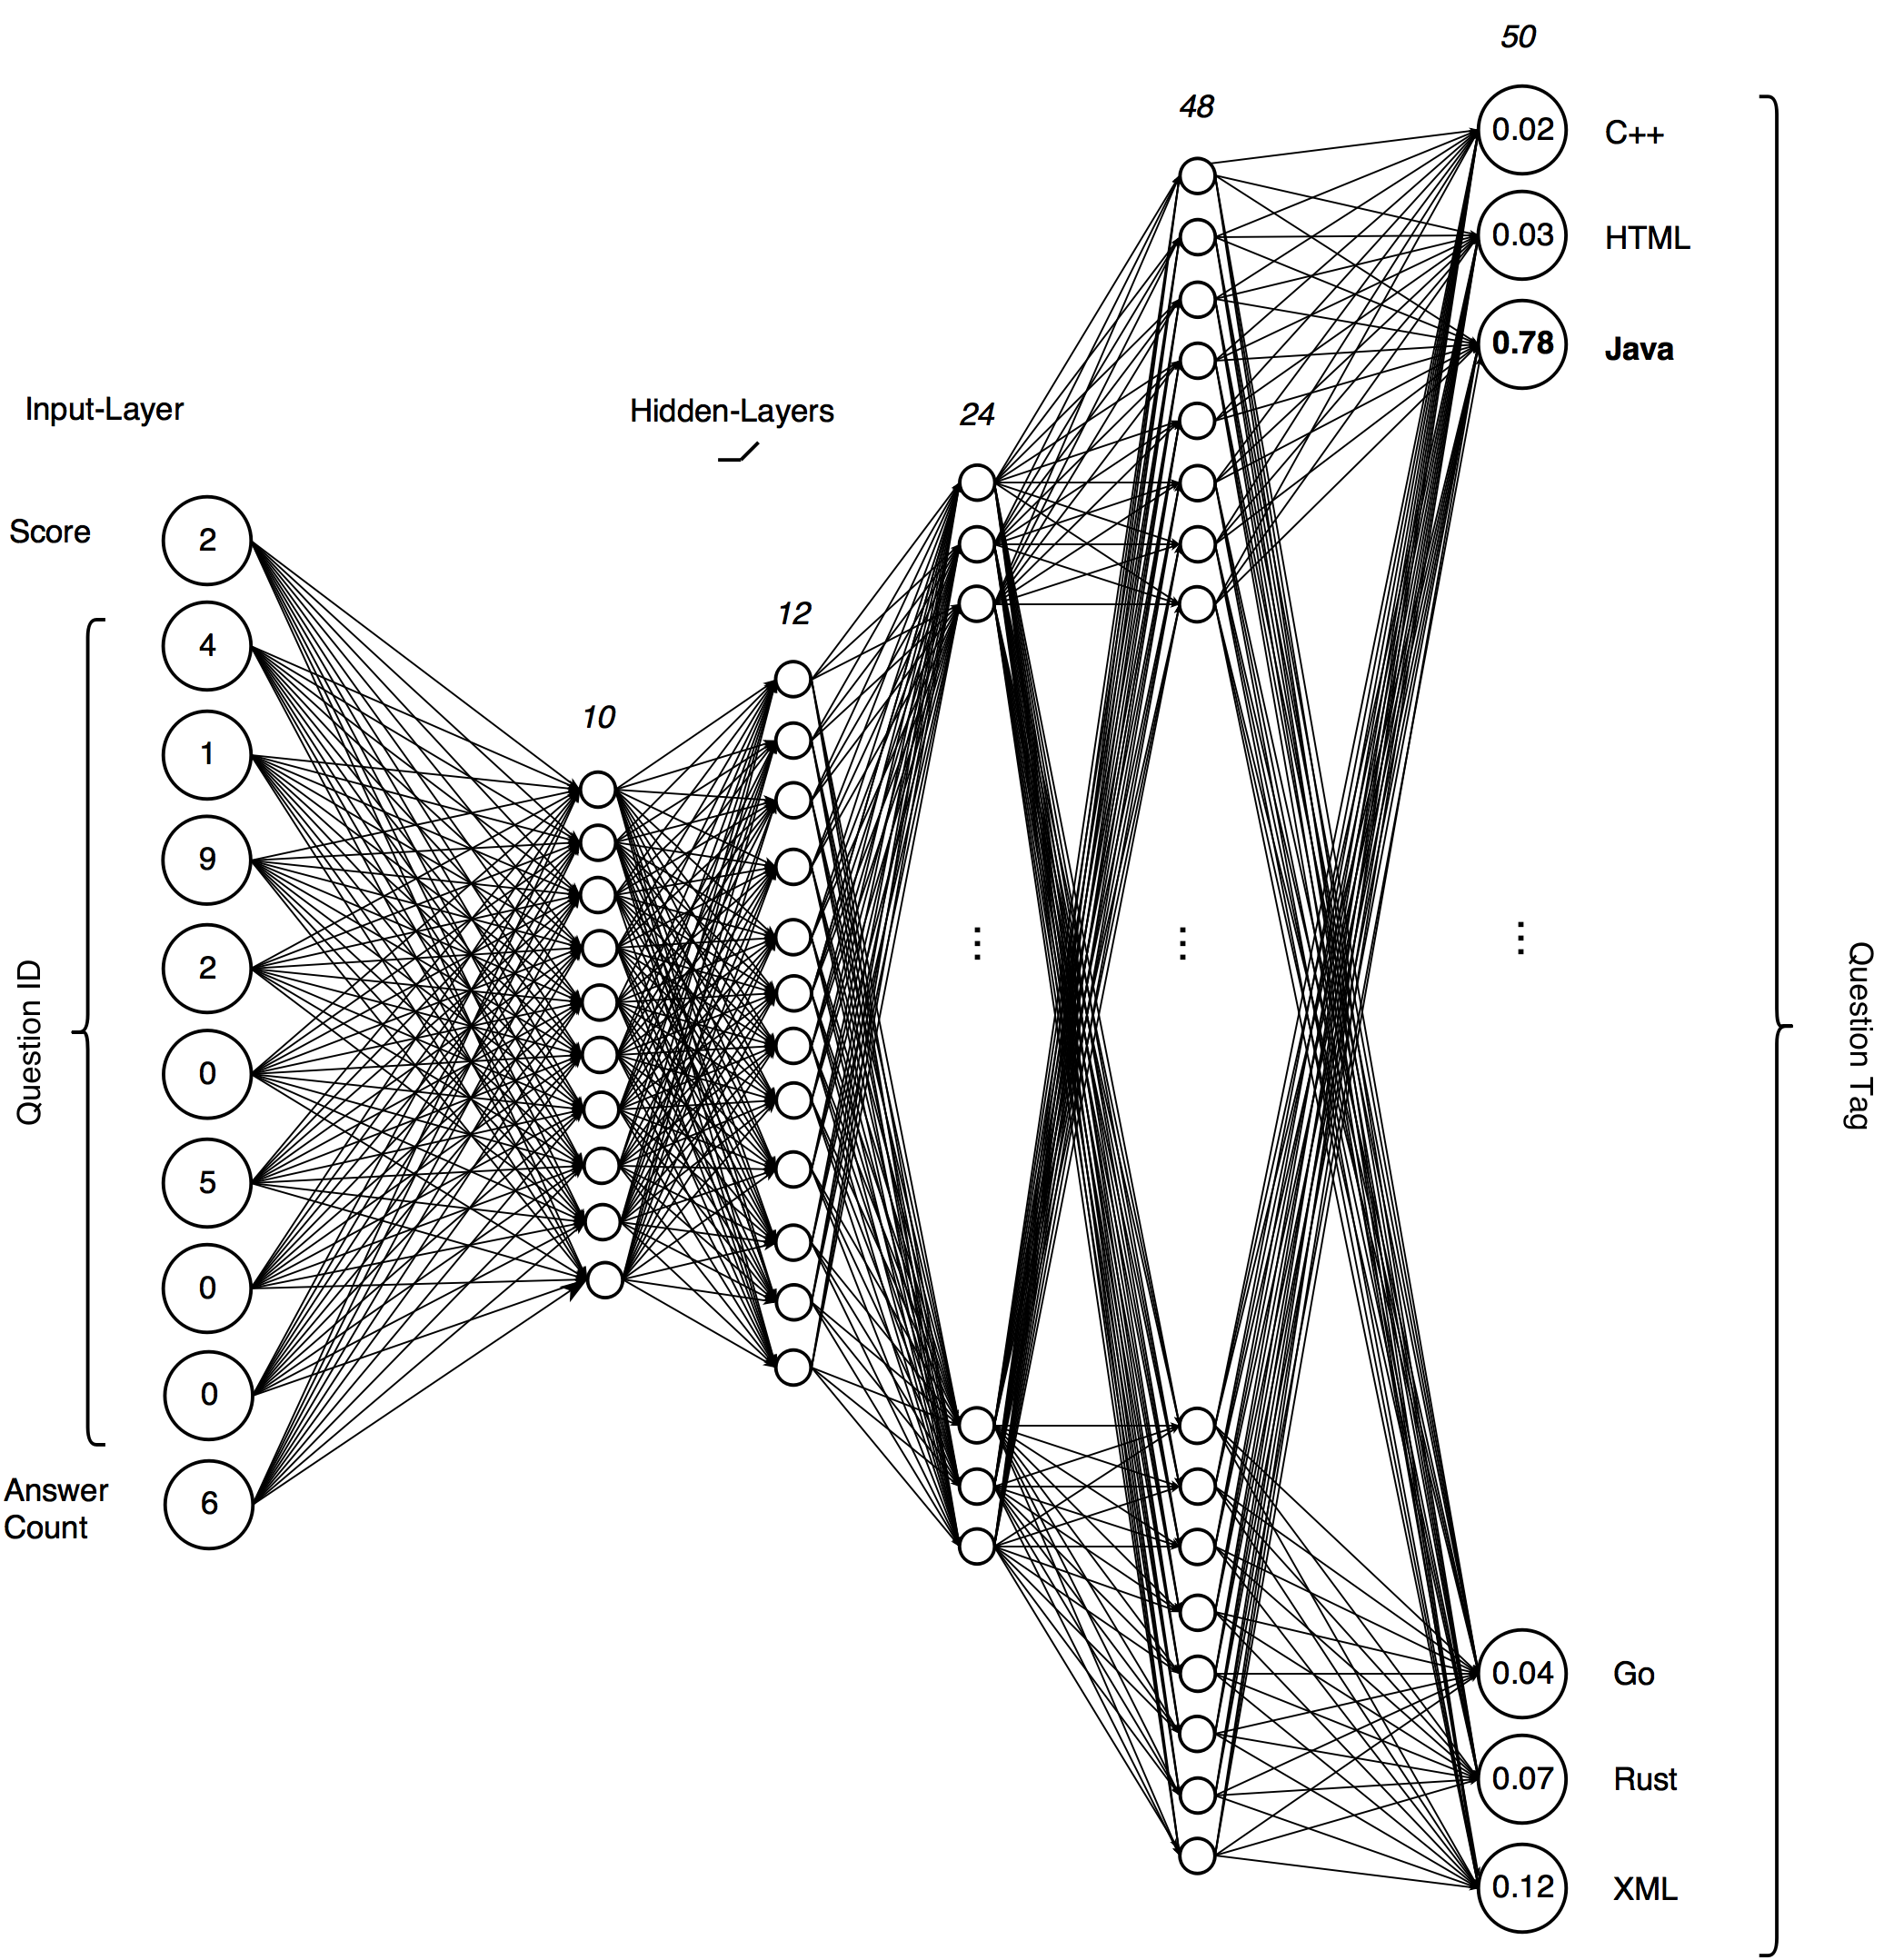 50
48
0.02 C++
0.03 HTML
0.78 Java
Input-Layer
Hidden-Layers
24
Score
2
4
12
10
1
9
2
0
5
0
0
Question ID
Answer
Count
6
⋮
⋮
⋮
0.04 Go
0.07 Rust
0.12 XML
Question Tag